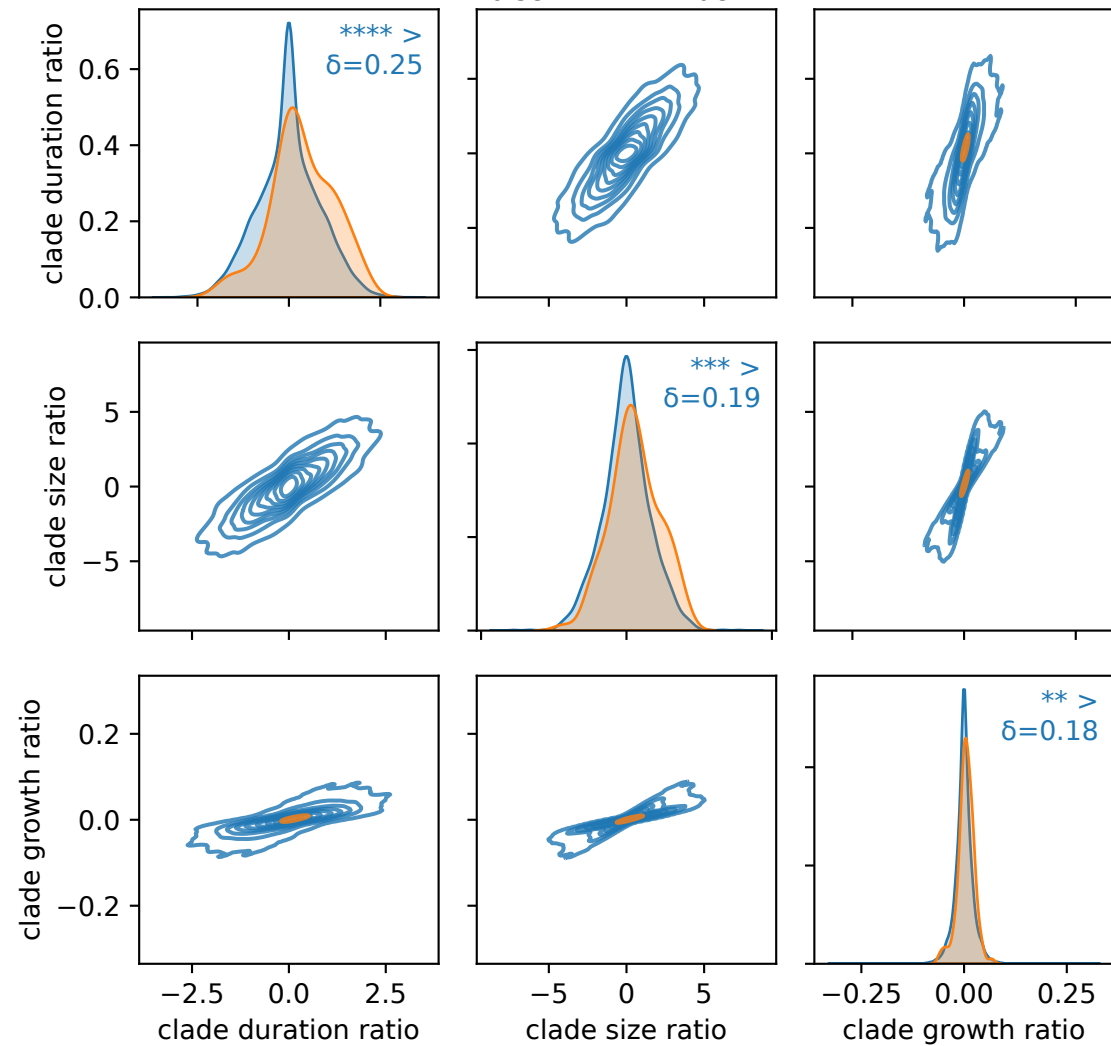 clade duration ratio
0.6
0.4
0.2
0.0
**** >
δ=0.25
clade size ratio
5
0
−5
*** >
δ=0.19
clade growth ratio
0.2
0.0
−0.2
** >
δ=0.18
−2.5 0.0 2.5
−5 0 5
−0.25 0.00 0.25
clade duration ratio
clade size ratio
clade growth ratio